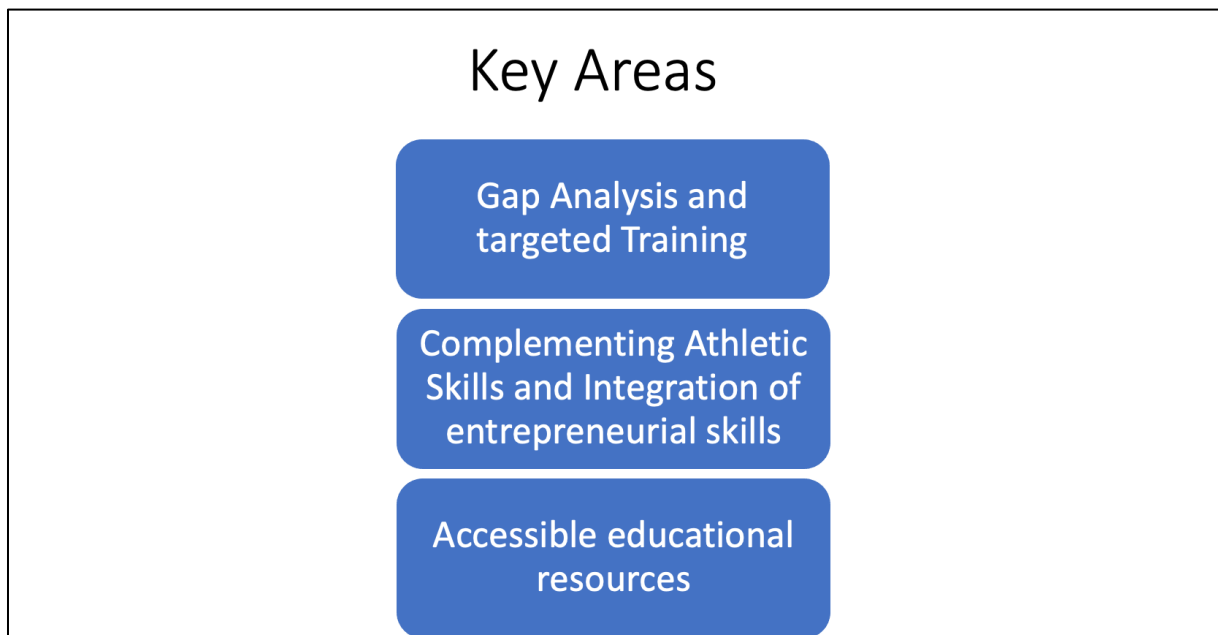 Key Areas
Gap Analysis and
targeted Training
Complementing Athletic
Skills and Integration of
entrepreneurial skills
Accessible educational
resources